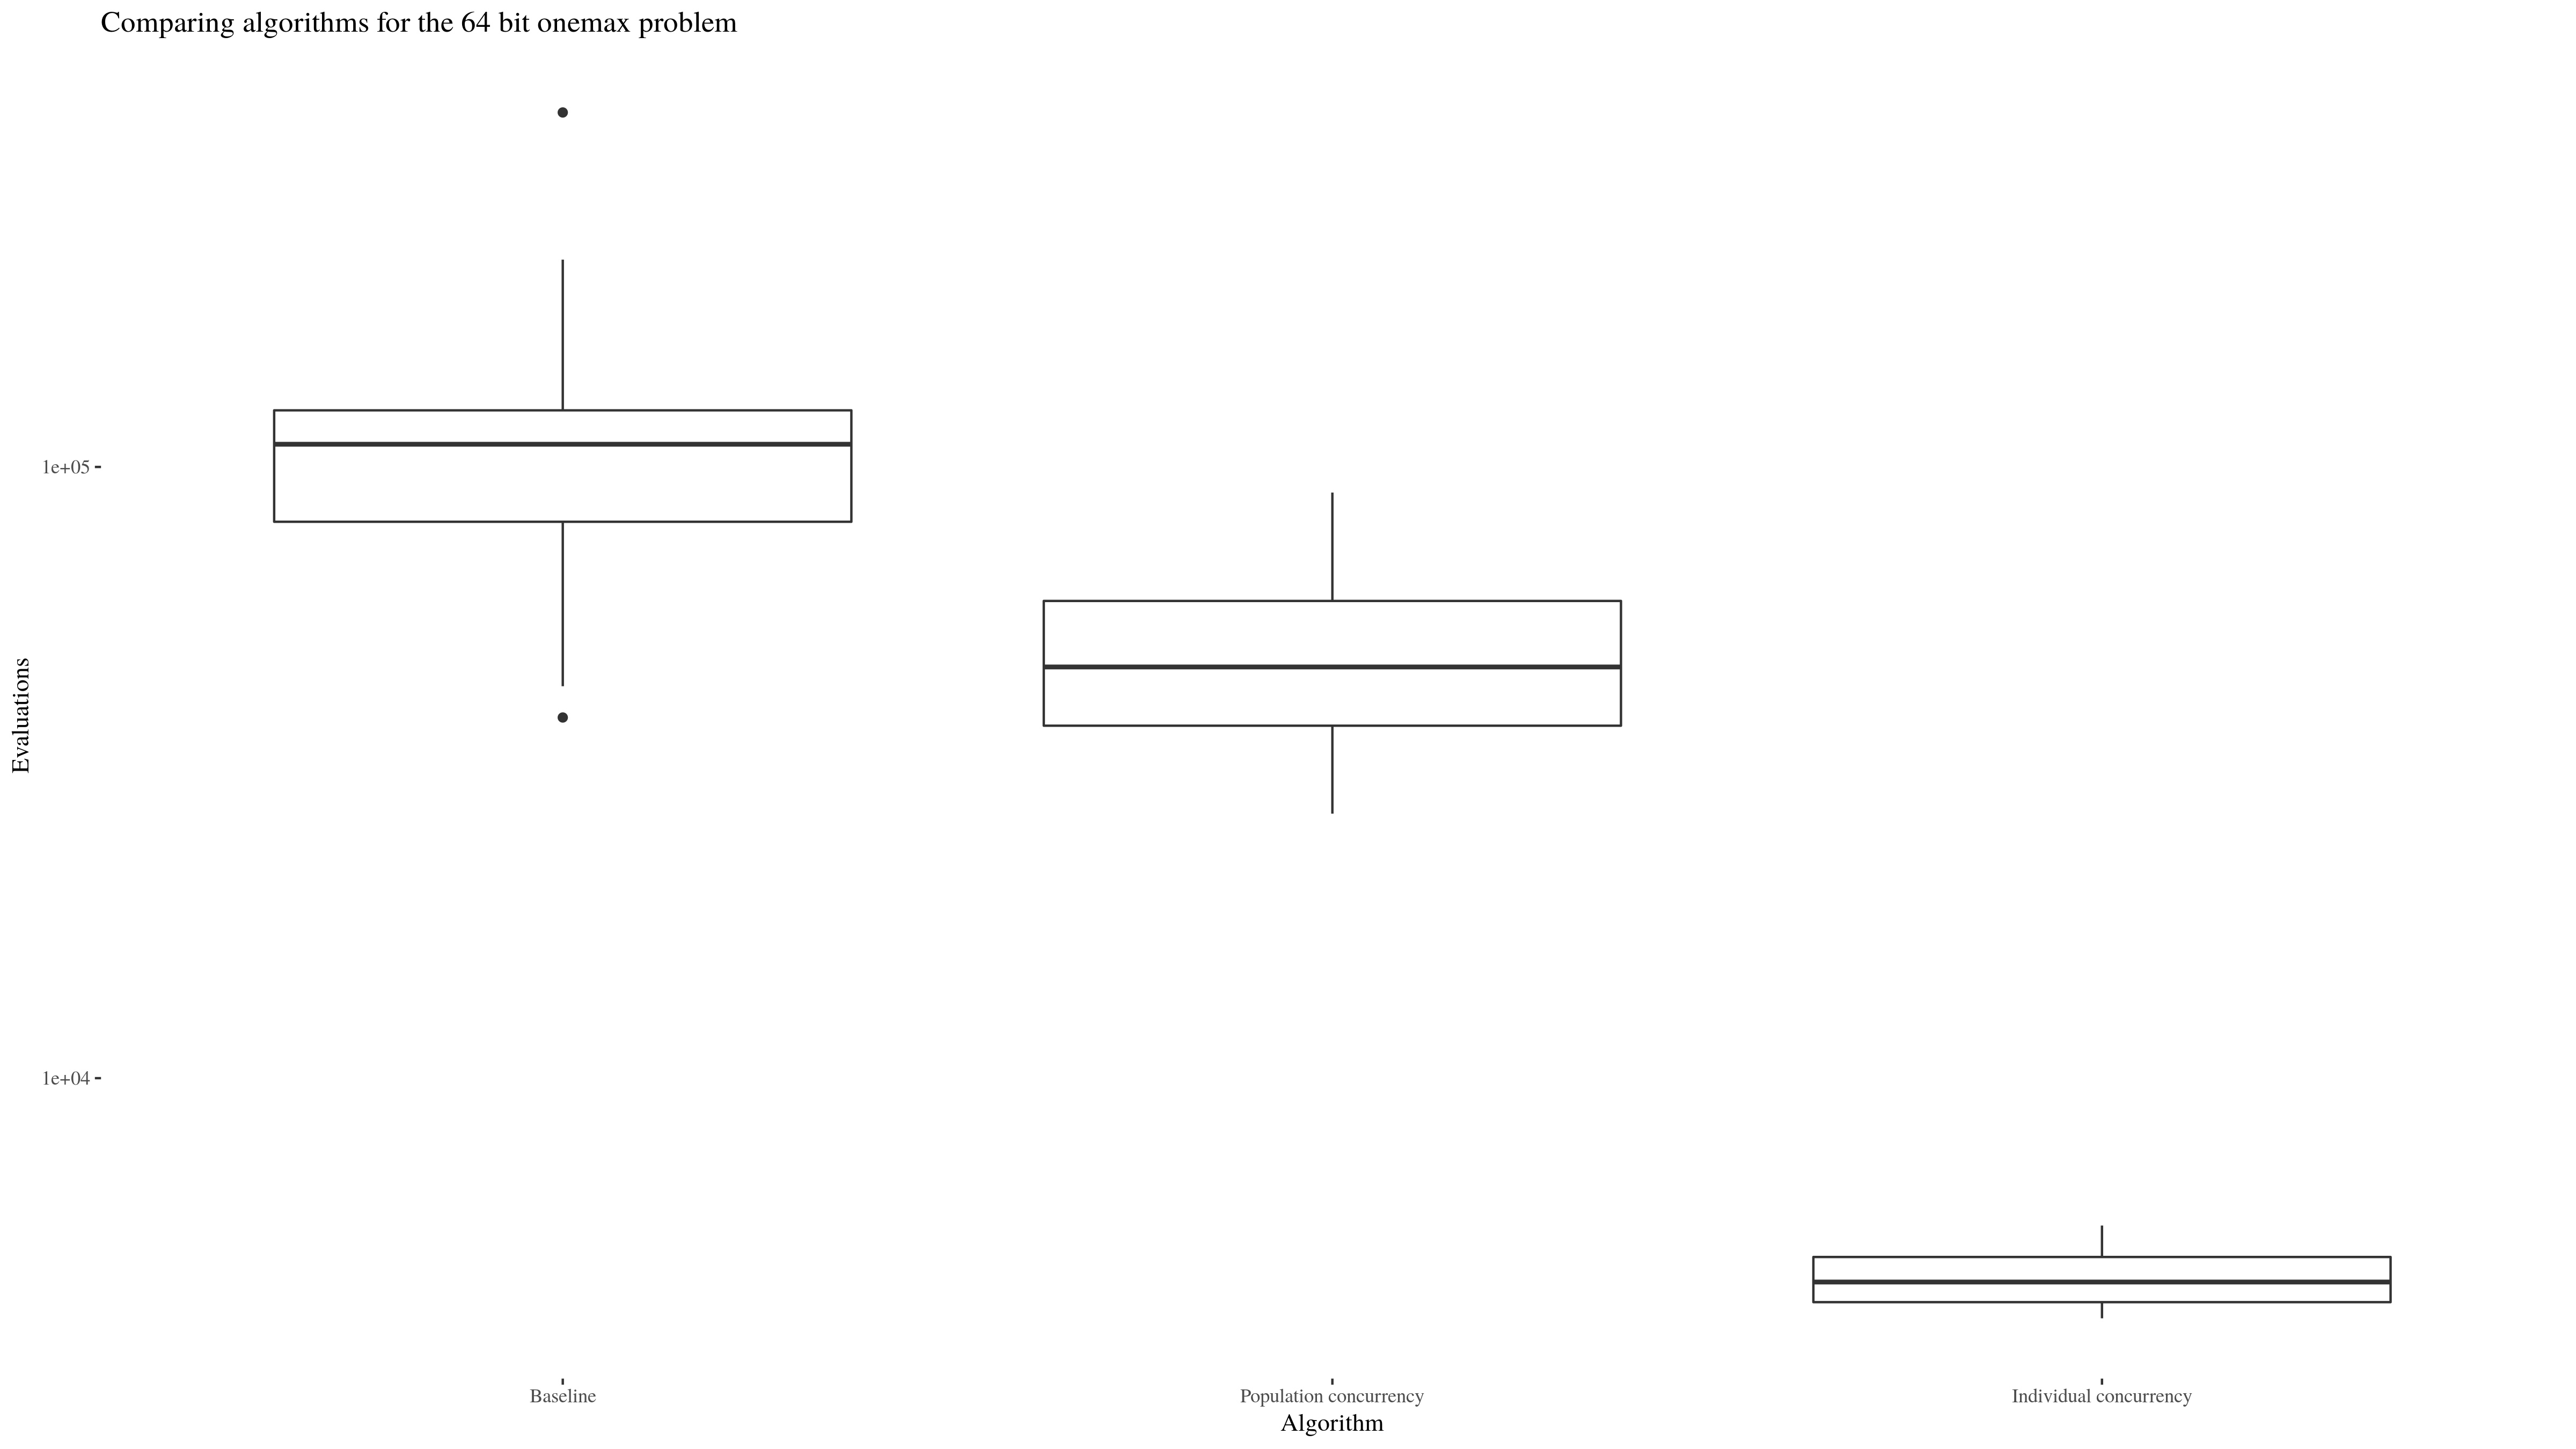 Comparing algorithms for the 64 bit onemax problem
1e+05
Evaluations
1e+04
Baseline
Population concurrency
Individual concurrency
Algorithm